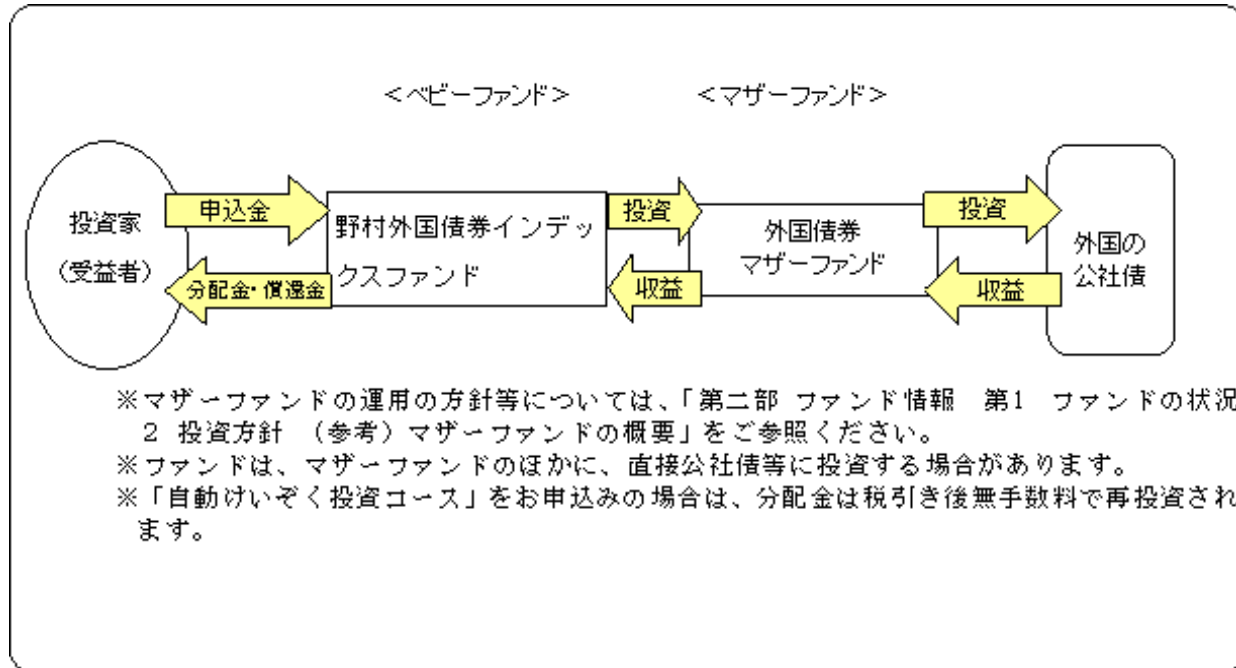 <ベビーファンド>
<マザーファンド>
投資家
(受益者)
申込金
分配金・償還金
野村外国債券インデッ
クスファンド
投資
収益
外国債券
マザーファンド
投資
収益
外国の
公社債
※マザーファンドの運用の方針等については、「第二部 ファンド情報 第1 ファンドの状況
2 投資方針 (参考)マザーファンドの概要」をご参照ください。
※ファンドは、マザーファンドのほかに、直接公社債等に投資する場合があります。
※「自動けいぞく投資コース」をお申込みの場合は、分配金は税引き後無手数料で再投資され
ます。